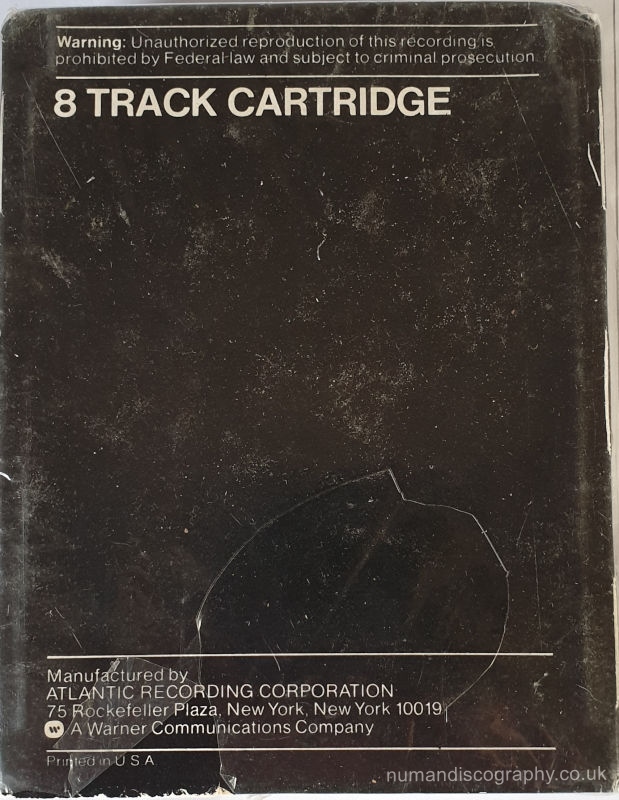 Warning: Unauthorized reproduction of this recording is
prohibited by Federal law and subject to criminal prosecution.
8 TRACK CARTRIDGE
Manufactured by
ATLANTIC RECORDING CORPORATION
75 Rockefeller Plaza, New York, New York 10019
W A Warner Communications Company
Printed in U S A
numandiscography.co.uk